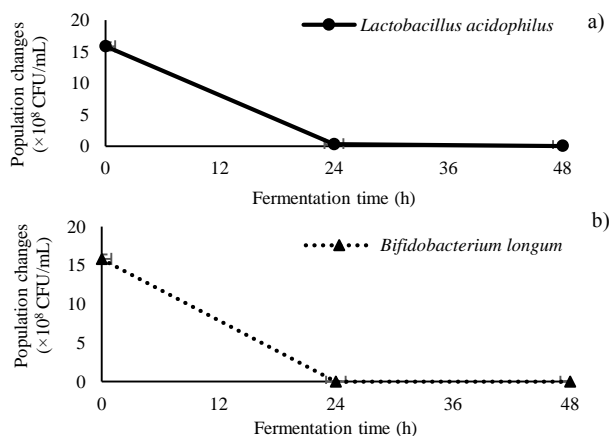 Lactobacillus acidophilus
a)
Population changes
(×10⁸ CFU/mL)
20
15
10
5
0
0 12 24 36 48
Fermentation time (h)
b)
Bifidobacterium longum
Population changes
(×10⁸ CFU/mL)
20
15
10
5
0
0 12 24 36 48
Fermentation time (h)